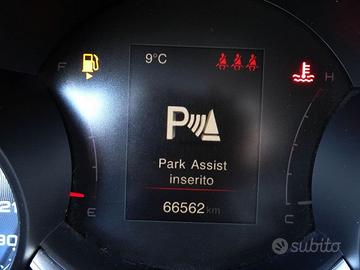 9°C
F
H
P
Park Assist
inserito
E
66562 km
C
subito